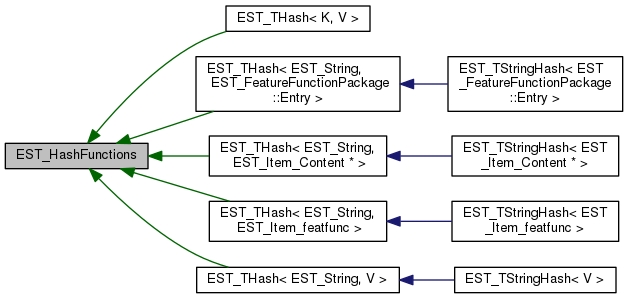 EST_THash< K, V >
EST_THash< EST_String,
EST_FeatureFunctionPackage
::Entry >
EST_TStringHash< EST
_FeatureFunctionPackage
::Entry >
EST_HashFunctions
EST_THash< EST_String,
EST_Item_Content * >
EST_TStringHash< EST
_Item_Content * >
EST_THash< EST_String,
EST_Item_featfunc >
EST_TStringHash< EST
_Item_featfunc >
EST_THash< EST_String, V >
EST_TStringHash< V >